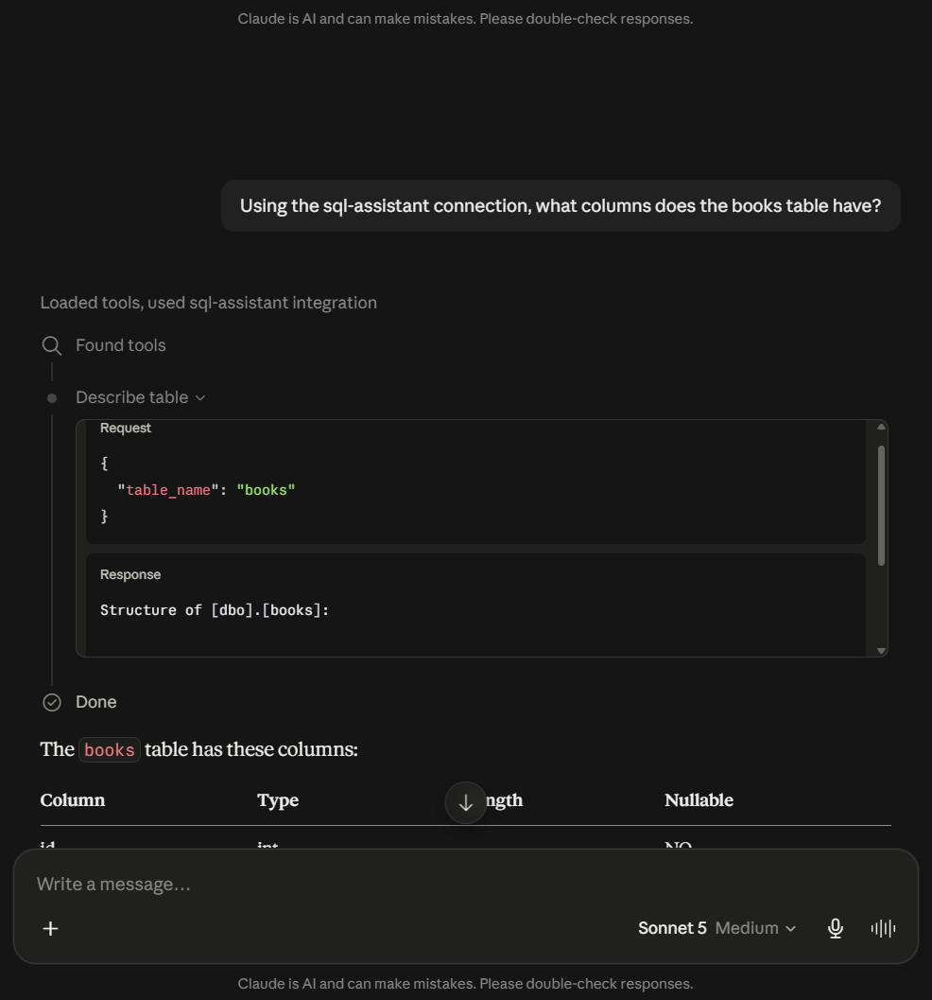 Claude is AI and can make mistakes. Please double-check responses.
Using the sql-assistant connection, what columns does the books table have?
Loaded tools, used sql-assistant integration
Found tools
Describe table
Request
{
"table_name": "books"
}
Response
Structure of [dbo].[books]:
Done
The books table has these columns:
Column Type ngth Nullable
id int NO
Write a message...
Sonnet 5 Medium
Claude is AI and can make mistakes. Please double-check responses.